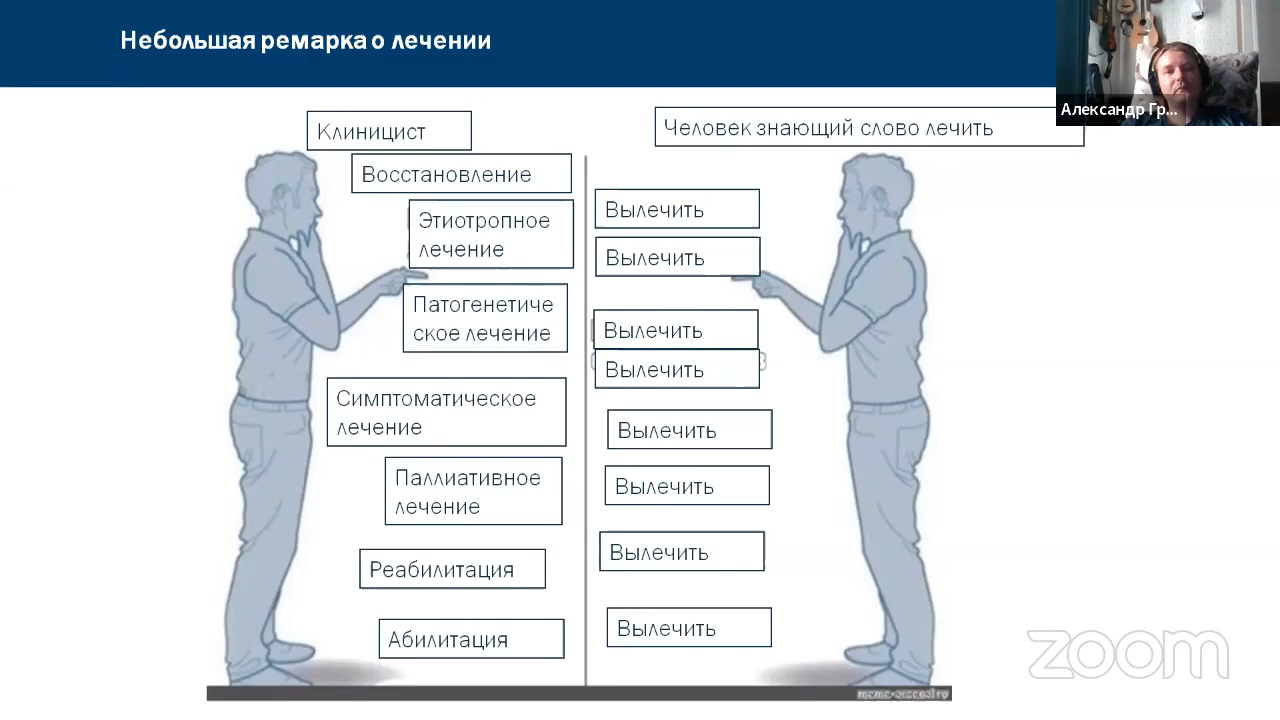 Небольшая ремарка о лечении
Александр Гр...
Клиницист
Человек знающий слово лечить
Восстановление
Вылечить
Этиотропное
лечение
Вылечить
Патогенетиче
ское лечение
Вылечить
Вылечить
Симптоматическое
лечение
Вылечить
Паллиативное
лечение
Вылечить
Реабилитация
Вылечить
Абилитация
Вылечить
zoom